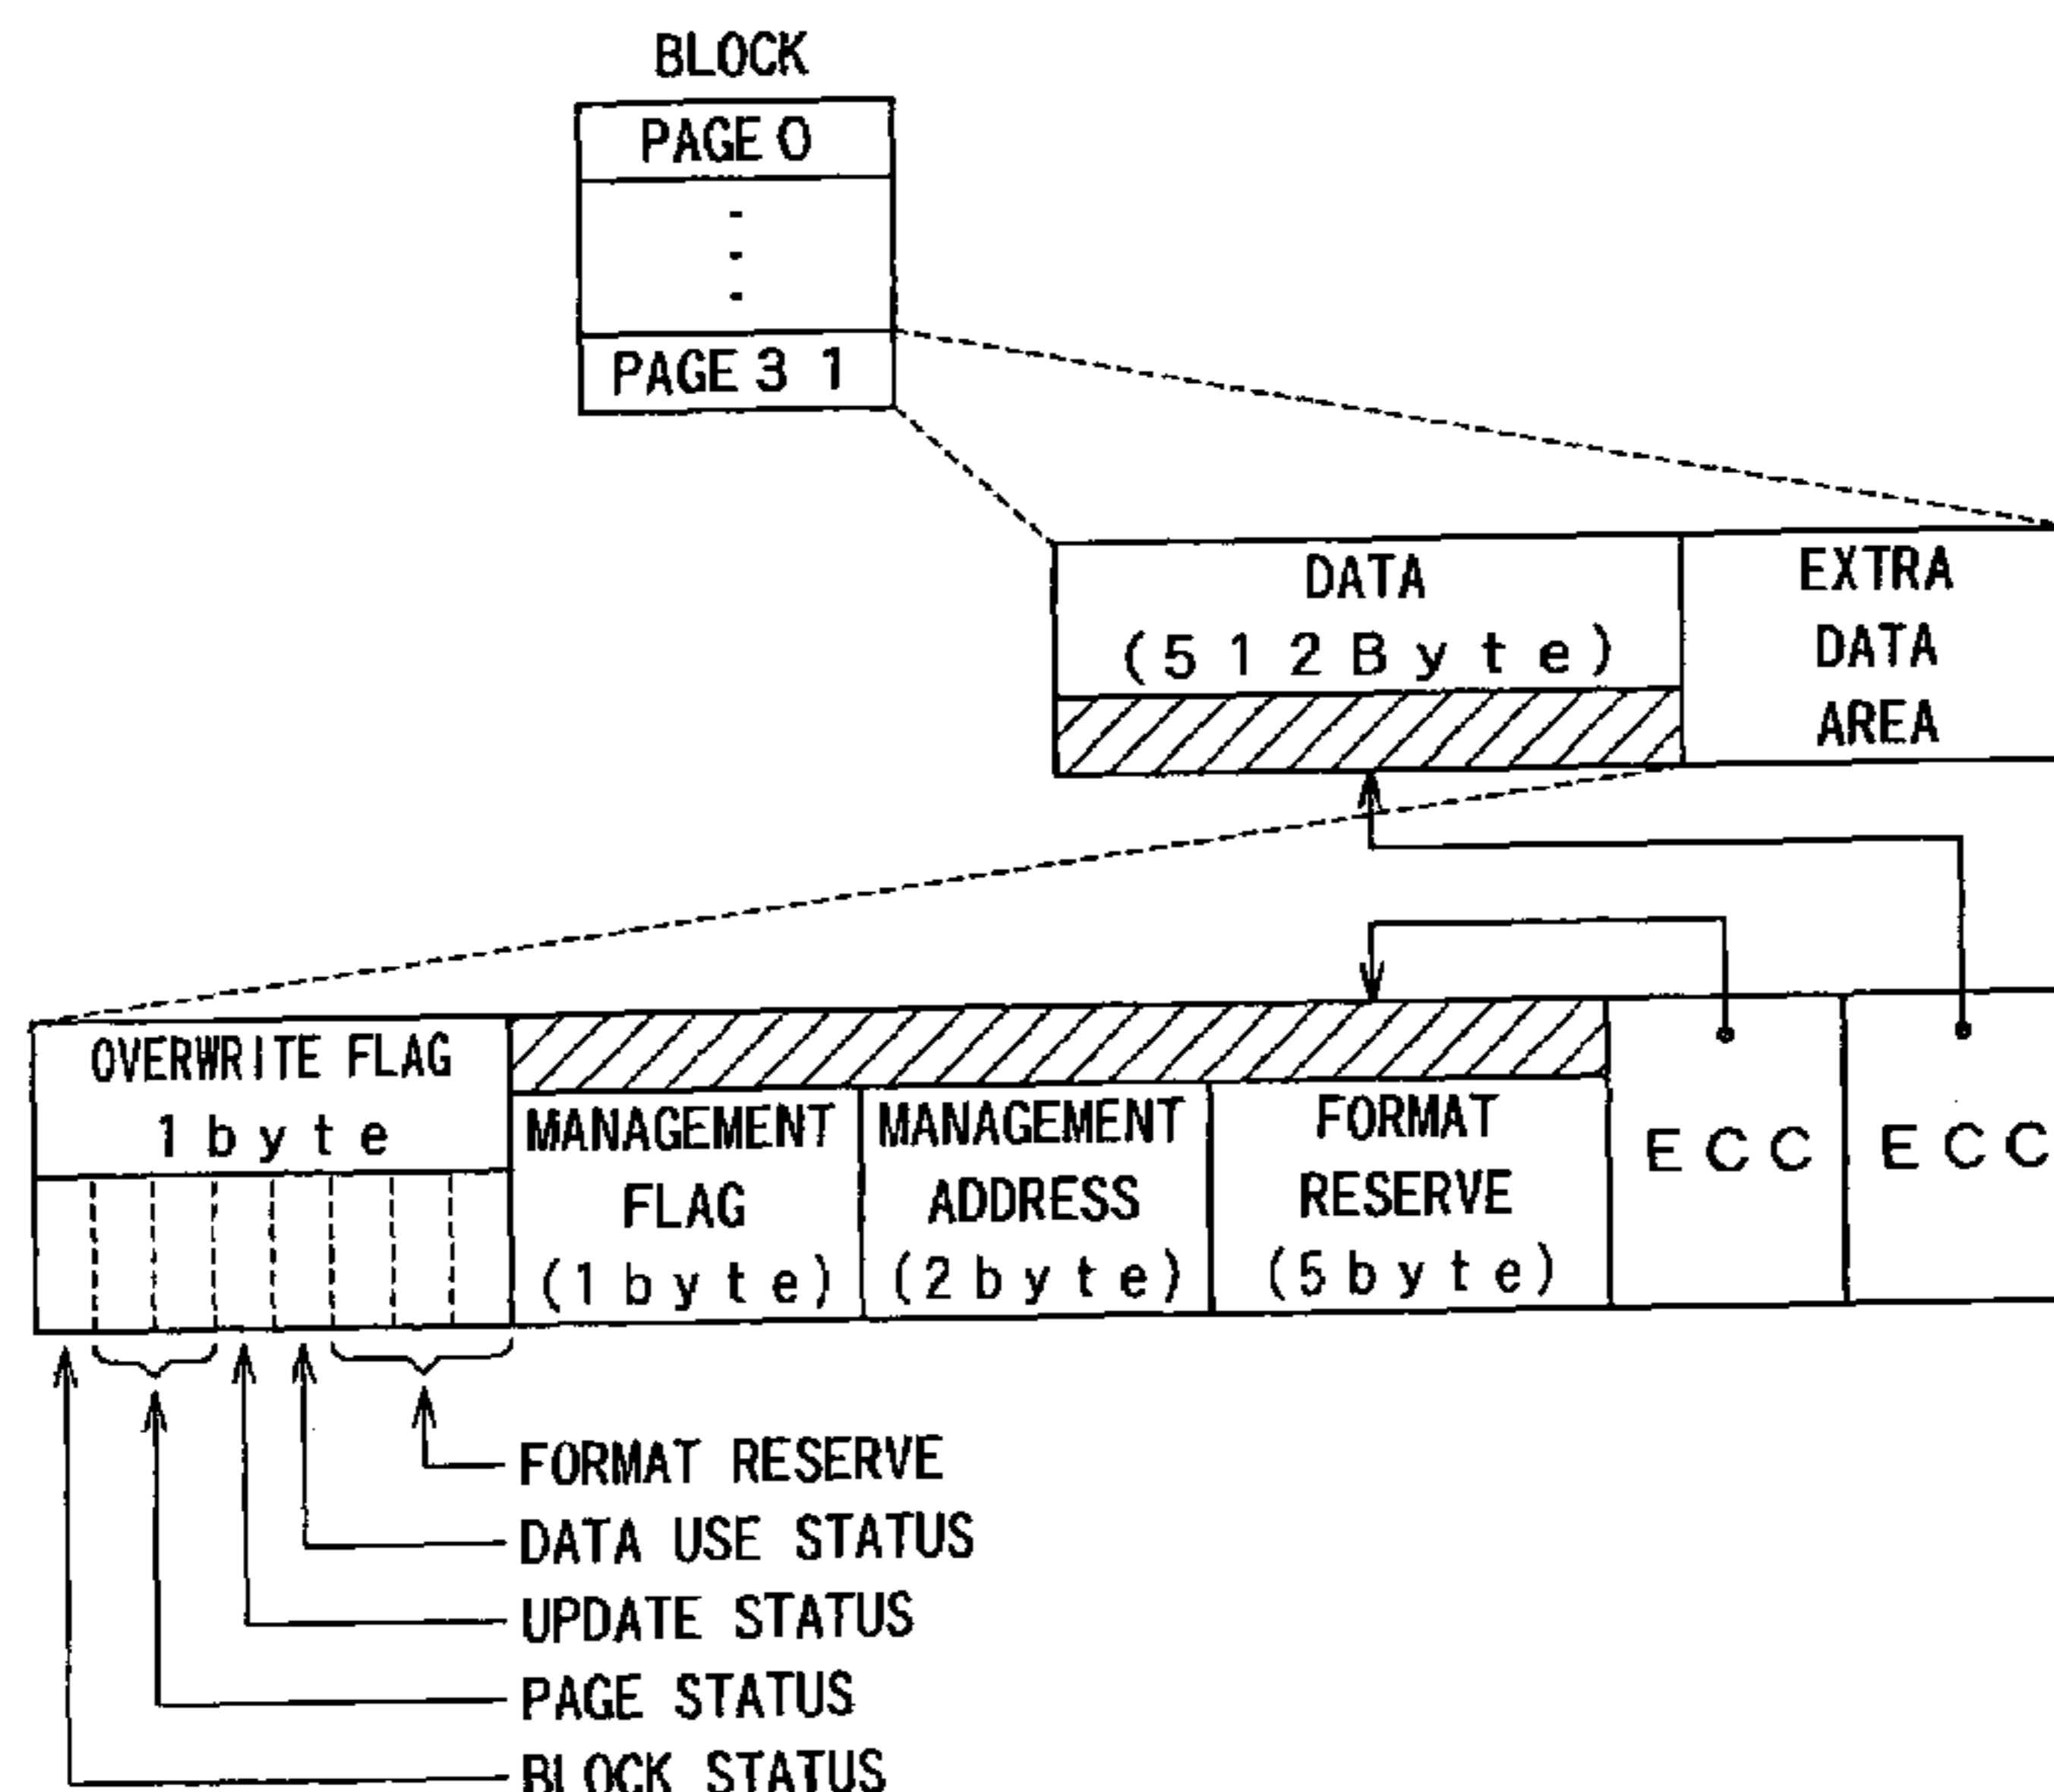 BLOCK
PAGE 0
PAGE 3 1
DATA
(5 1 2 B y t e)
EXTRA
DATA
AREA
OVERWRITE FLAG
1 b y t e
MANAGEMENT
FLAG
(1 b y t e)
MANAGEMENT
ADDRESS
(2 b y t e)
FORMAT
RESERVE
(5 b y t e)
E C C
E C C
FORMAT RESERVE
DATA USE STATUS
UPDATE STATUS
PAGE STATUS
BLOCK STATUS